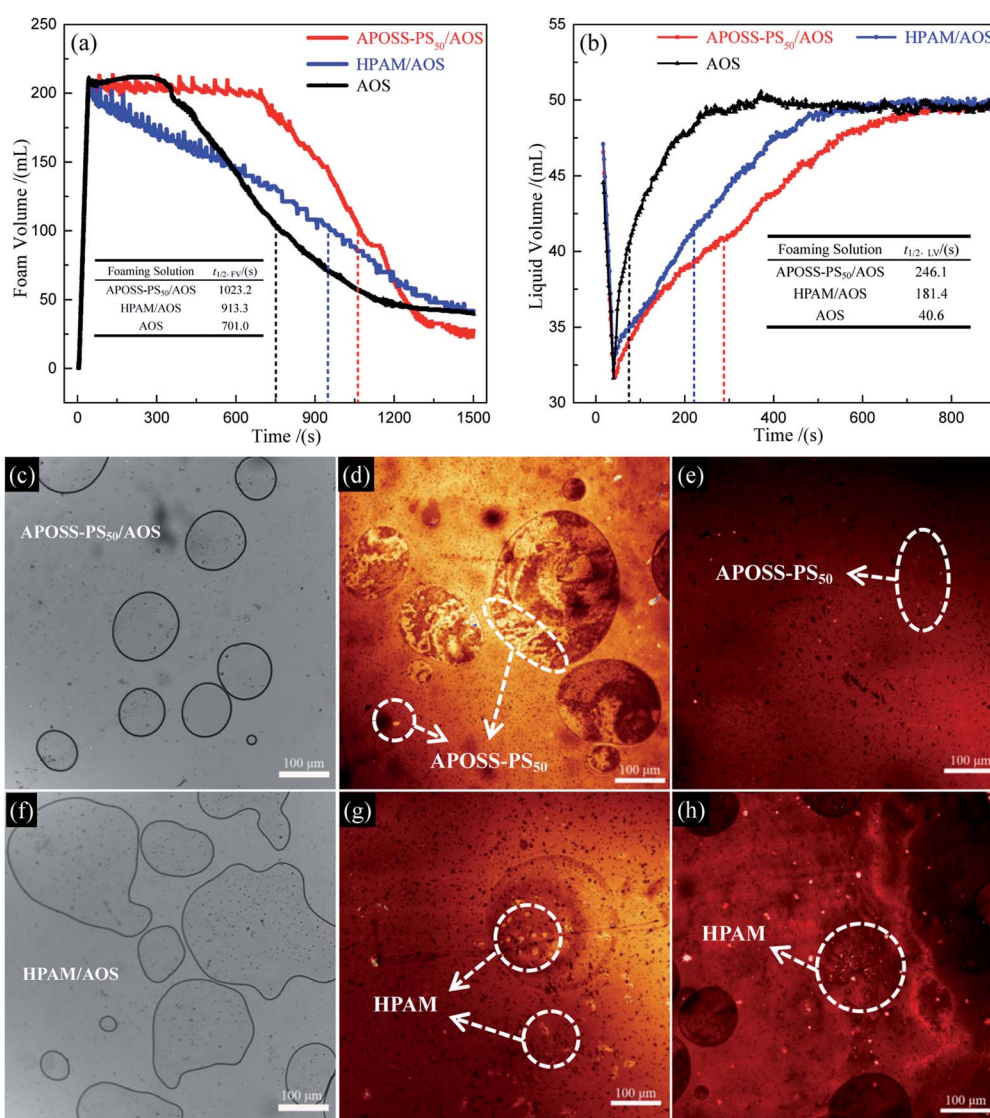 (a)
APOSS-PS₅₀/AOS
HPAM/AOS
AOS
250
200
150
100
50
0
Foam Volume /(mL)
Foaming Solution t1/2, FV/(s)
APOSS-PS₅₀/AOS 1023.2
HPAM/AOS 913.3
AOS 701.0
0 300 600 900 1200 1500
Time /(s)
(b)
APOSS-PS₅₀/AOS HPAM/AOS
AOS
55
50
45
40
35
30
Liquid Volume /(mL)
Foaming Solution t1/2, LV/(s)
APOSS-PS₅₀/AOS 246.1
HPAM/AOS 181.4
AOS 40.6
0 200 400 600 800
Time /(s)
(c)
APOSS-PS₅₀/AOS
100 μm
(d)
APOSS-PS₅₀
100 μm
(e)
APOSS-PS₅₀
100 μm
(f)
HPAM/AOS
100 μm
(g)
HPAM
100 μm
(h)
HPAM
100 μm